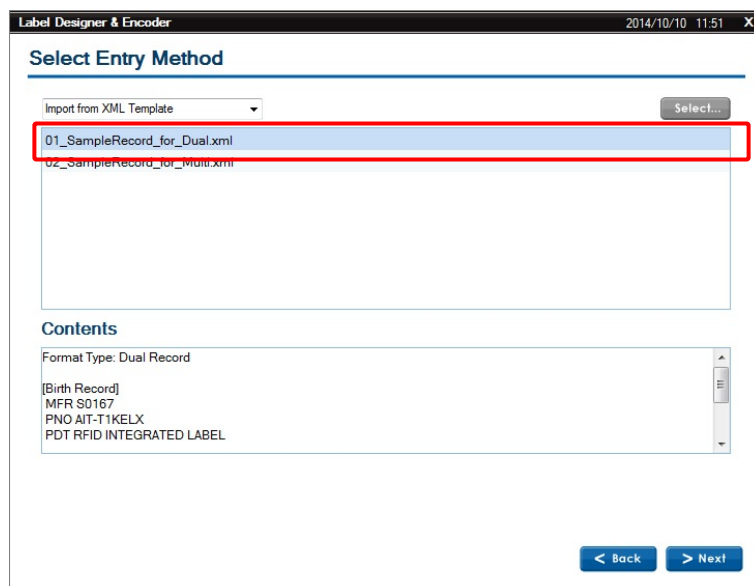 Label Designer & Encoder 2014/10/10 11:51 X
Select Entry Method
Import from XML Template Select...
01_SampleRecord_for_Dual.xml
02_SampleRecord_for_Multi.xml
Contents
Format Type: Dual Record
[Birth Record]
MFR S0167
PNO AIT-T1KELX
PDT RFID INTEGRATED LABEL
< Back > Next